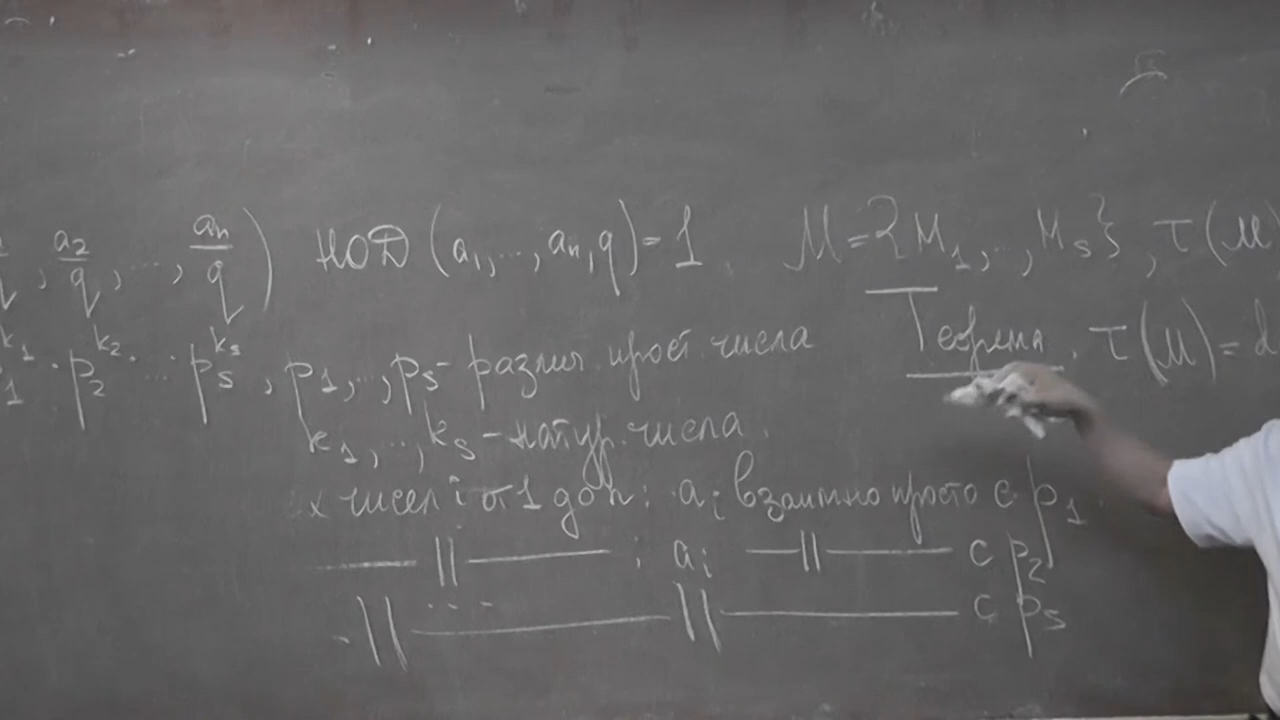 , a2/q, ..., an/q) НОД (a1, ..., an, q) = 1 M = {M1, ..., Ms}, τ(M
k1 · p2^k2 · ... ps^ks, p1, ..., ps - различ. прост. числа Теорема. τ(M) = d
k1, ..., ks - натур. числа.
х чисел i от 1 до n: ai взаимно просто с p1
—||— ; ai —||— с p2
... -||— ||— с ps